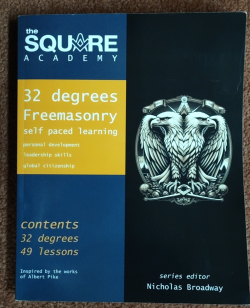 the
SQUARE
ACADEMY
32 degrees
Freemasonry
self paced learning
personal development
leadership skills
global citizenship
contents
32 degrees
49 lessons
Inspired by the works
of Albert Pike
series editor
Nicholas Broadway